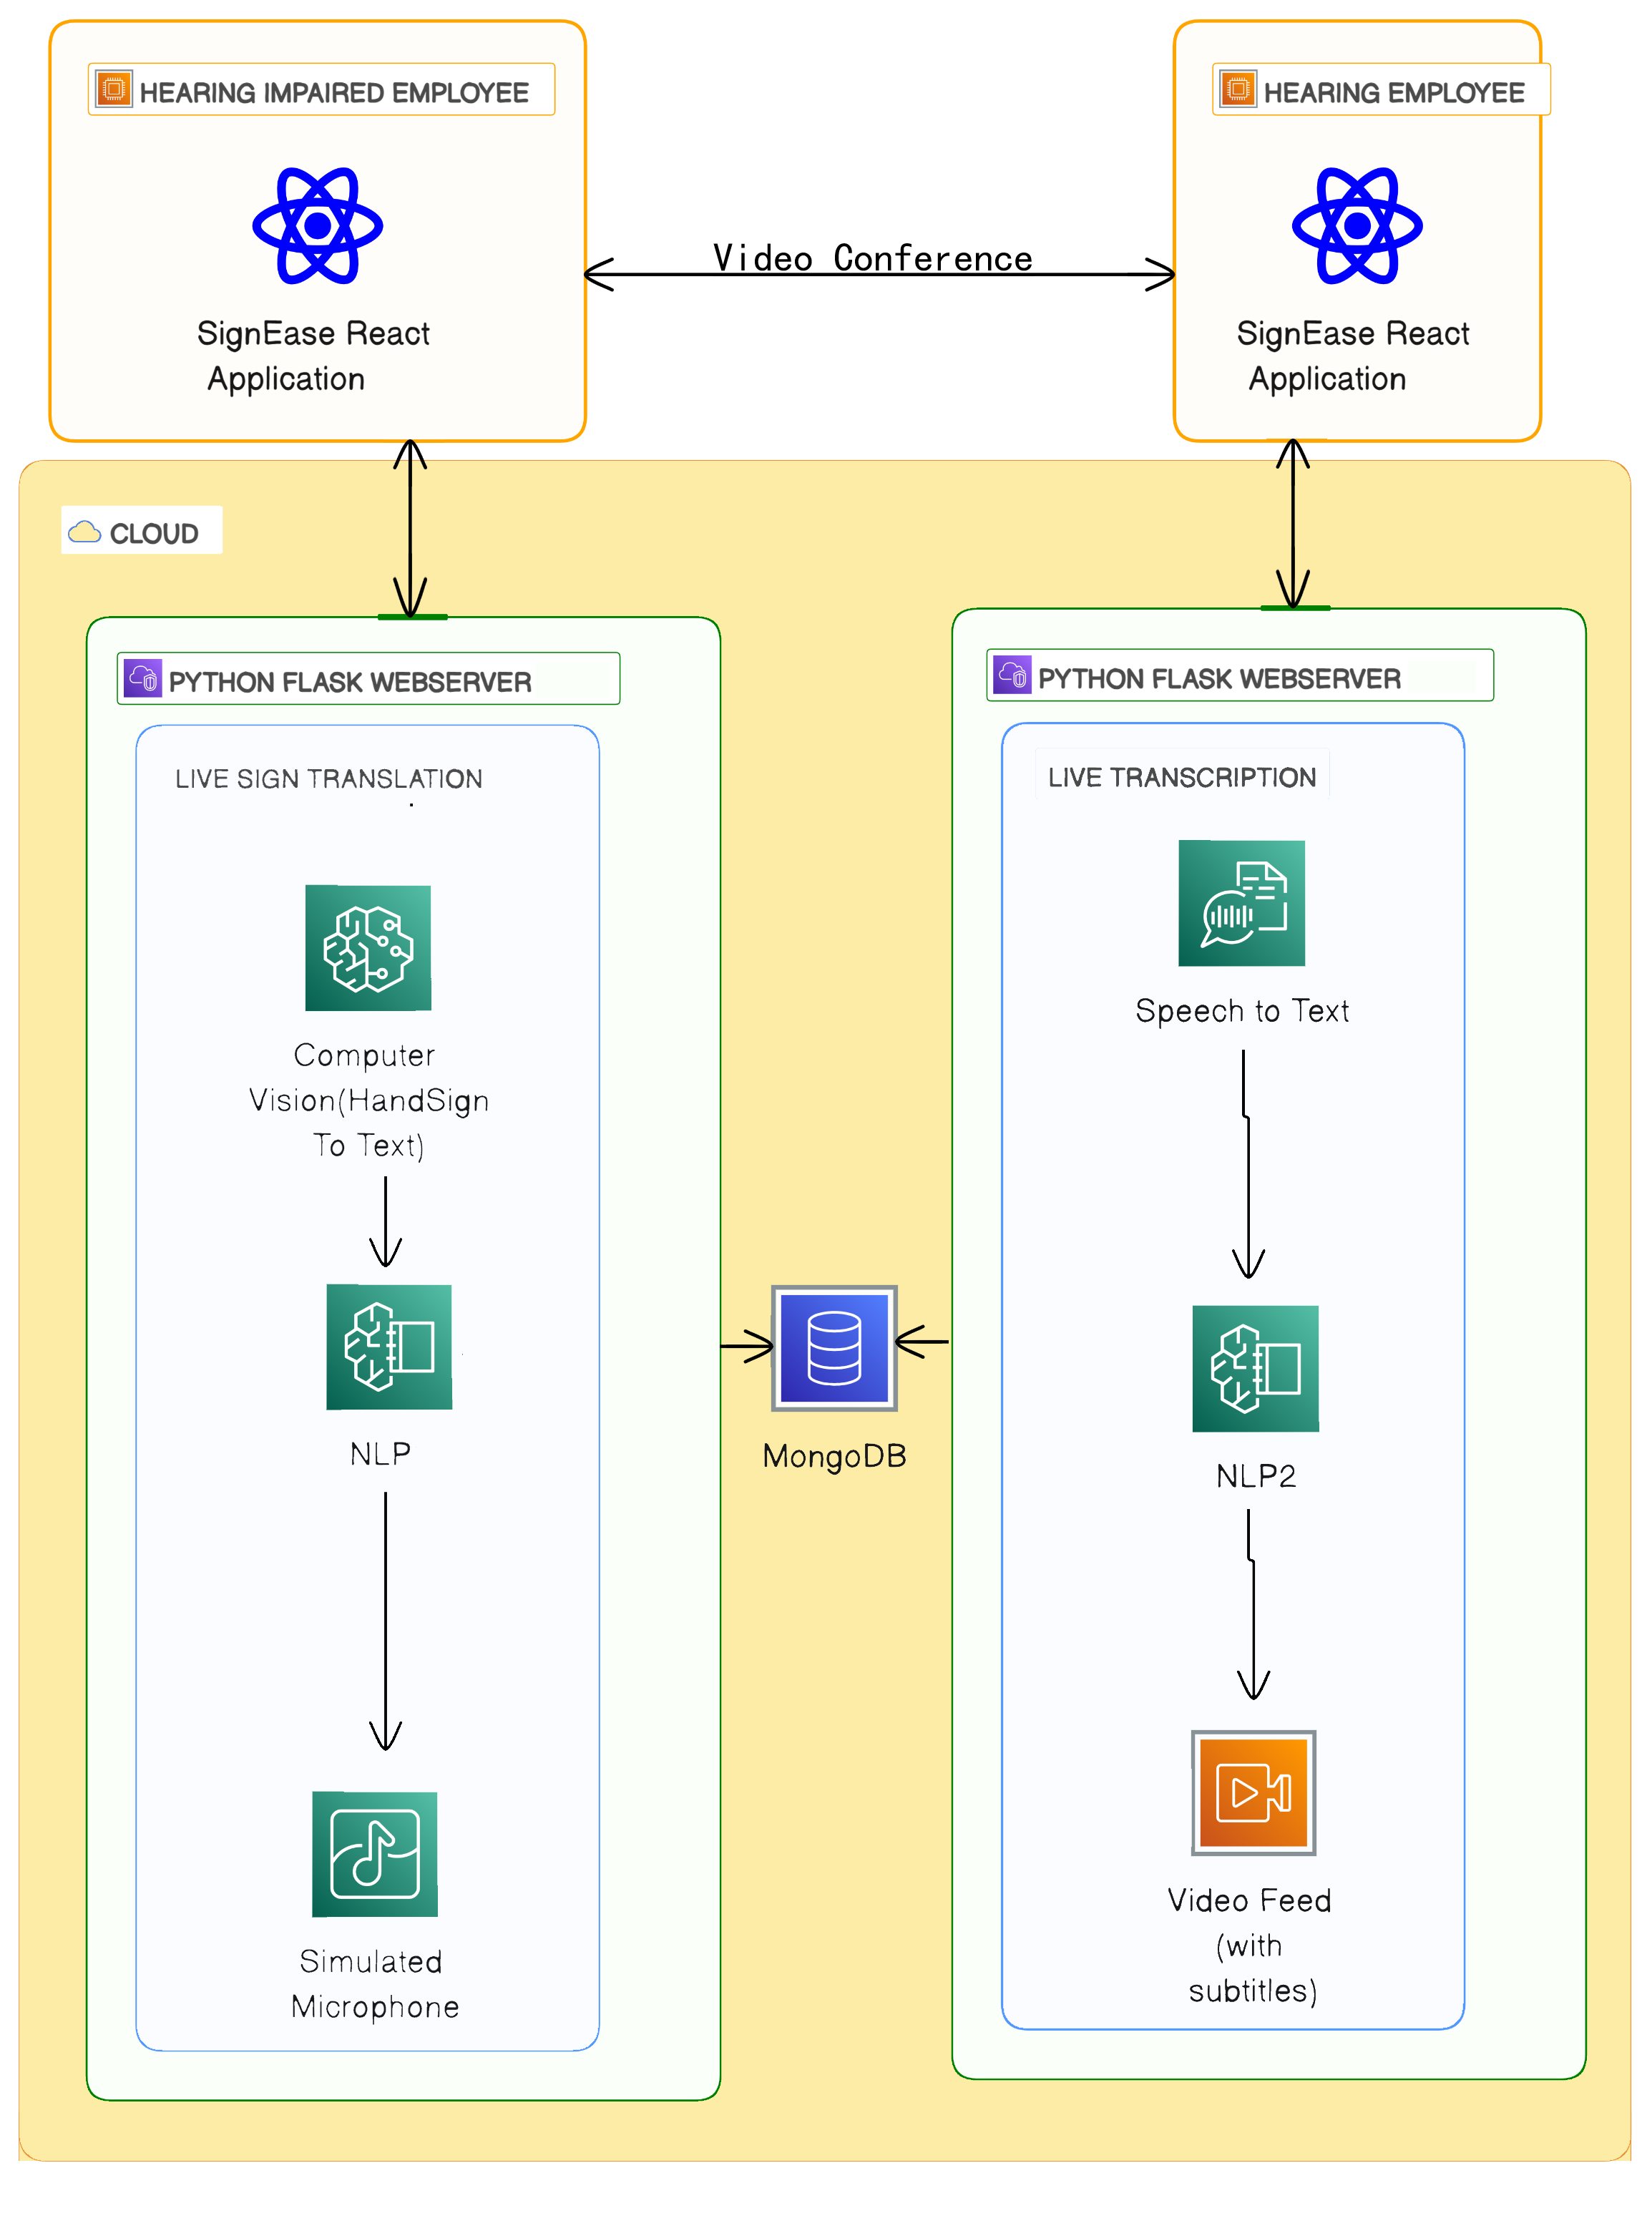 HEARING IMPAIRED EMPLOYEE
HEARING EMPLOYEE
SignEase React
Application
Video Conference
SignEase React
Application
CLOUD
PYTHON FLASK WEBSERVER
PYTHON FLASK WEBSERVER
LIVE SIGN TRANSLATION
LIVE TRANSCRIPTION
Computer
Vision(HandSign
To Text)
Speech to Text
NLP
MongoDB
NLP2
Simulated
Microphone
Video Feed
(with
subtitles)